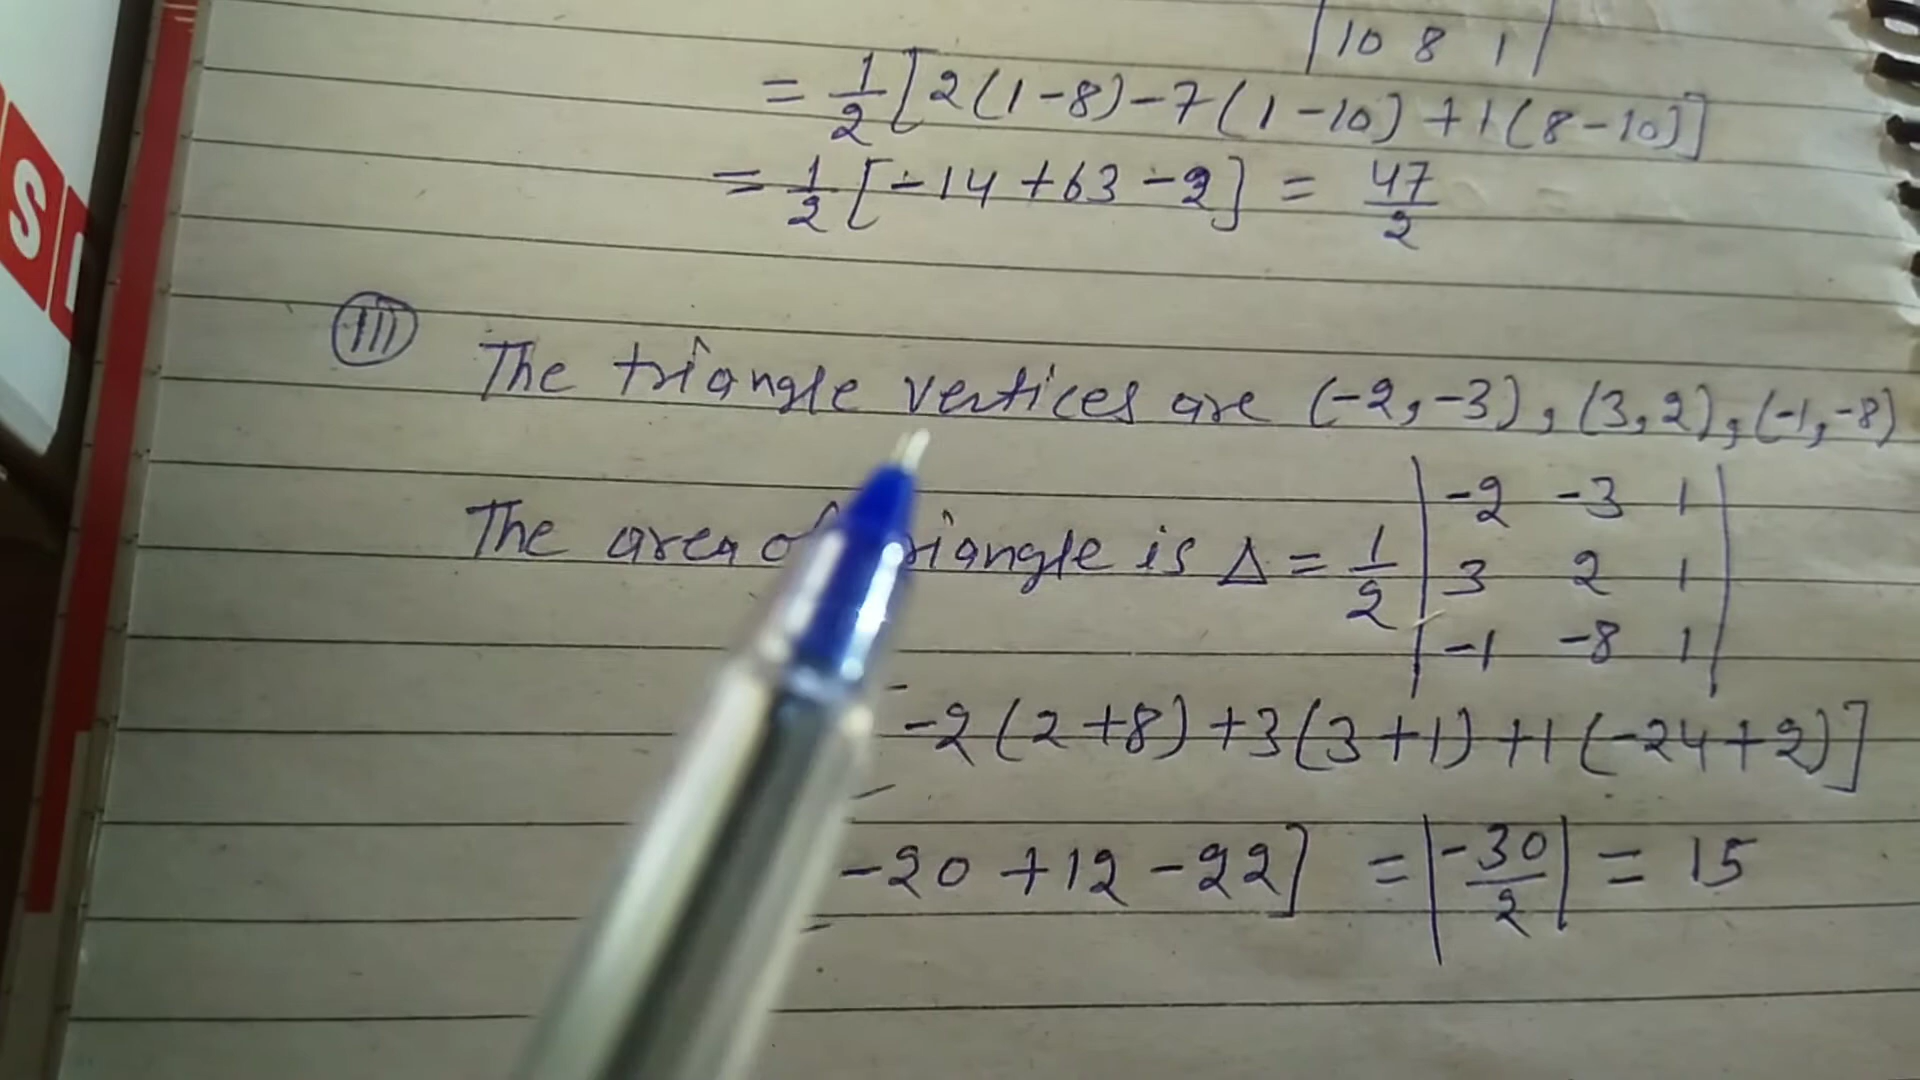 |10 8 1|
= 1/2 [2(1-8)-7(1-10)+1(8-10)]
= 1/2 [-14+63-2] = 47/2
III The triangle vertices are (-2,-3), (3,2), (-1,-8)
The area riangle is Δ = 1/2 |-2 -3 1|
|3 2 1|
|-1 -8 1|
-2(2+8)+3(3+1)+1(-24+2)]
-20+12-22] = |-30/2| = 15
S